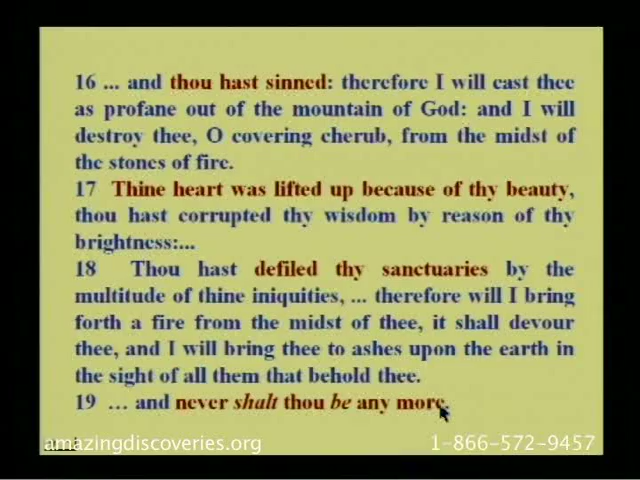 16 ... and thou hast sinned: therefore I will cast thee
as profane out of the mountain of God: and I will
destroy thee, O covering cherub, from the midst of
the stones of fire.
17 Thine heart was lifted up because of thy beauty,
thou hast corrupted thy wisdom by reason of thy
brightness:...
18 Thou hast defiled thy sanctuaries by the
multitude of thine iniquities, ... therefore will I bring
forth a fire from the midst of thee, it shall devour
thee, and I will bring thee to ashes upon the earth in
the sight of all them that behold thee.
19 ... and never shalt thou be any more.
amazingdiscoveries.org 1-866-572-9457